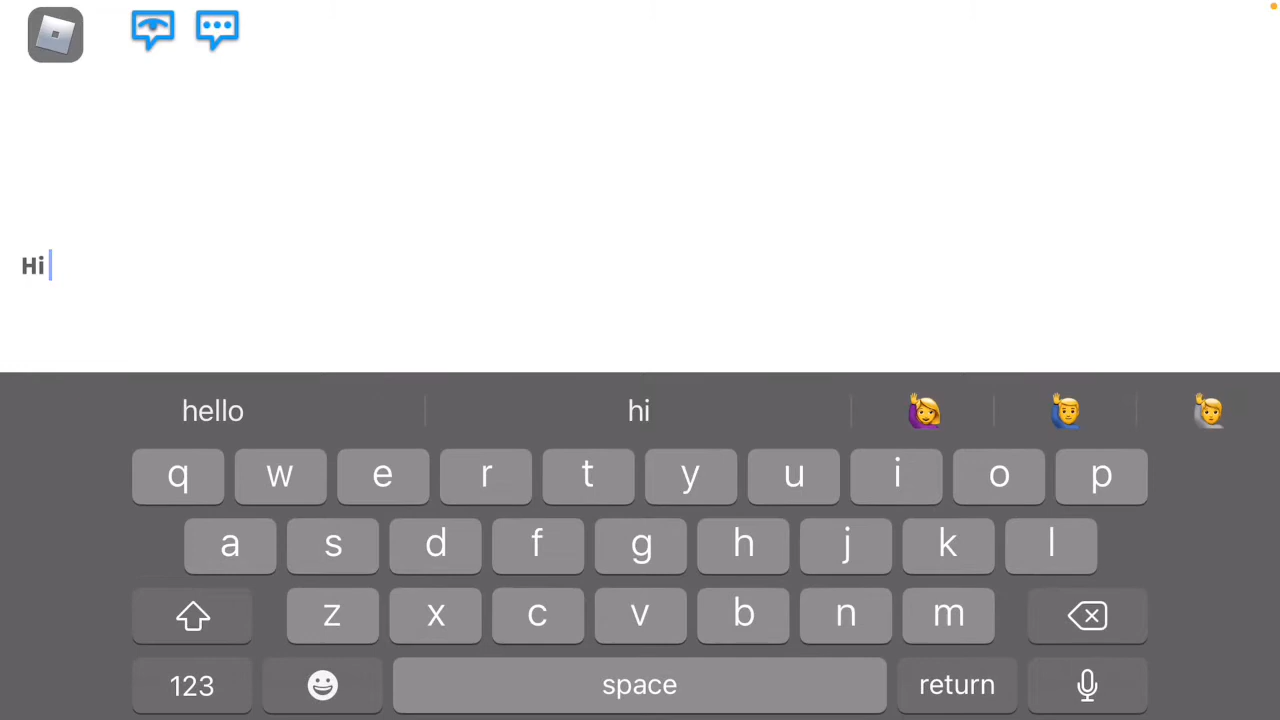 Hi
hello hi
q w e r t y u i o p
a s d f g h j k l
z x c v b n m
123 space return